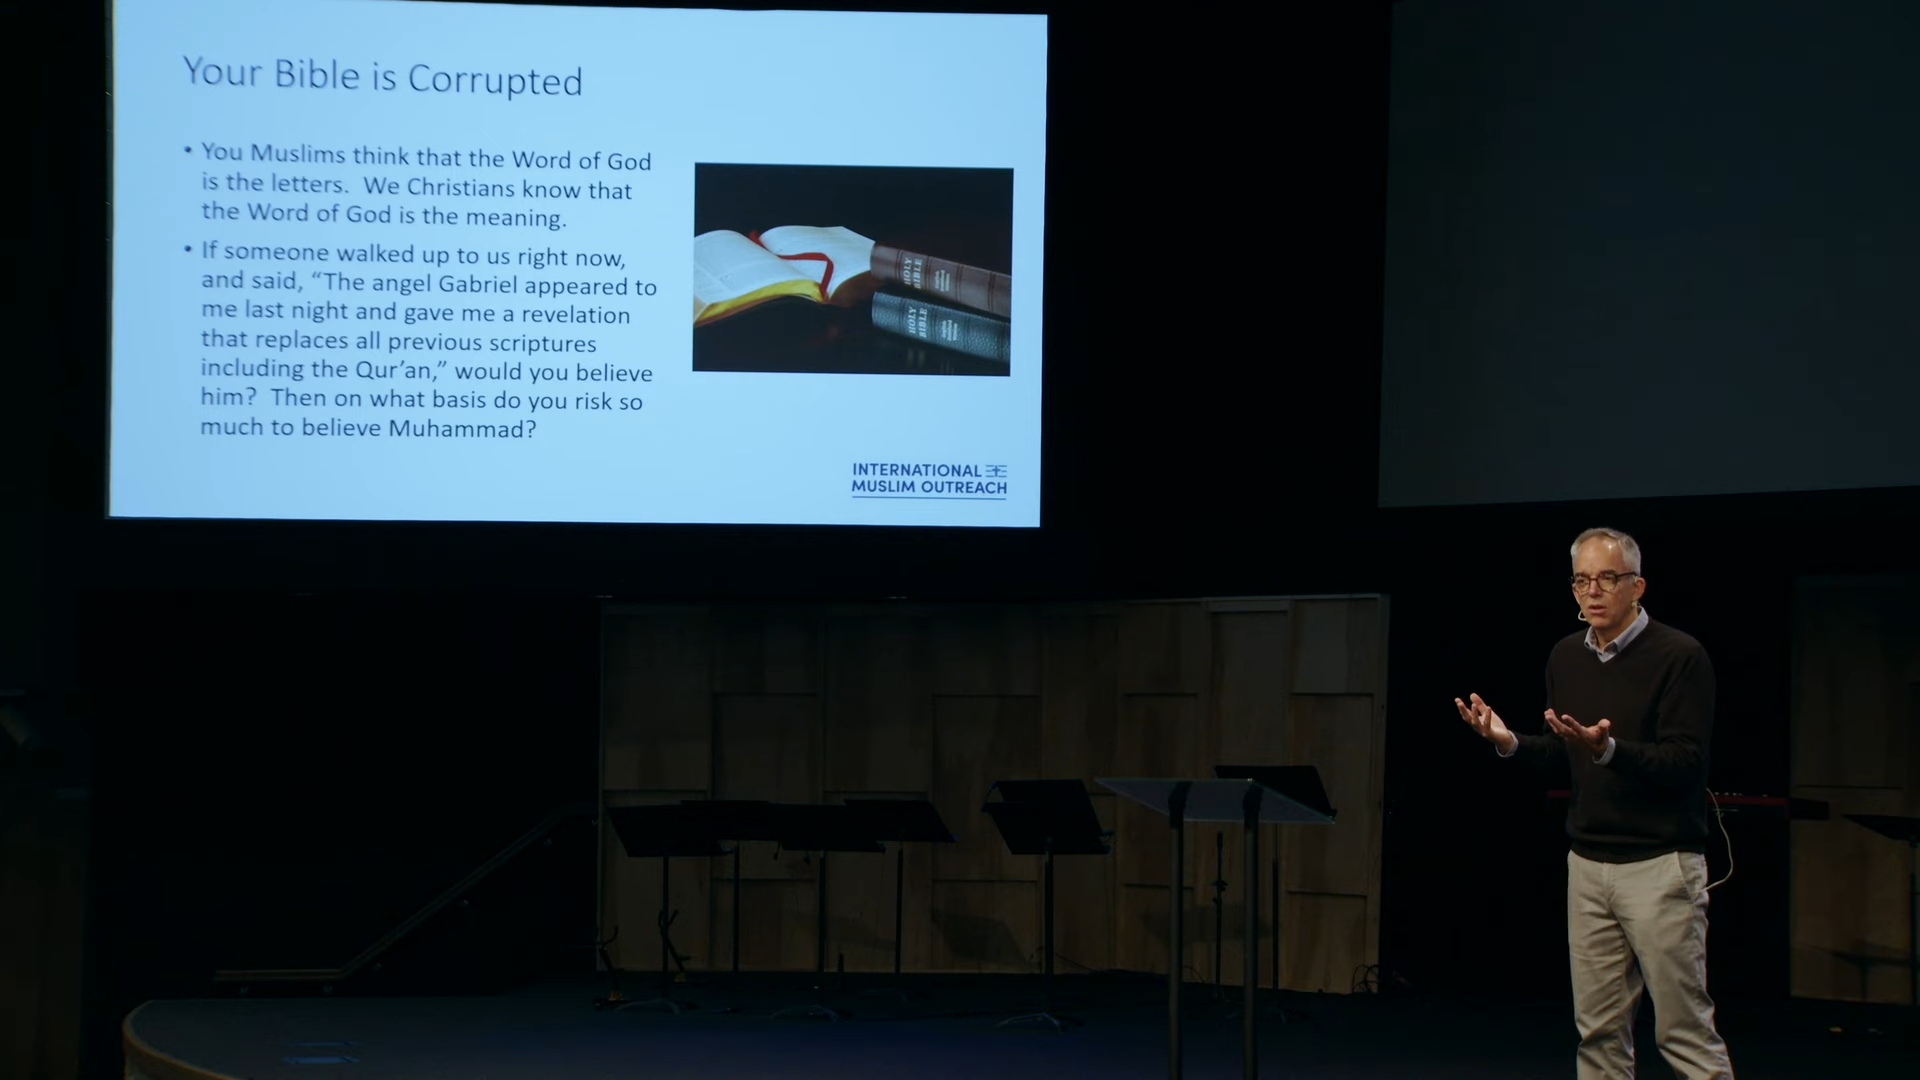 Your Bible is Corrupted
• You Muslims think that the Word of God
is the letters. We Christians know that
the Word of God is the meaning.
• If someone walked up to us right now,
and said, “The angel Gabriel appeared to
me last night and gave me a revelation
that replaces all previous scriptures
including the Qur’an,” would you believe
him? Then on what basis do you risk so
much to believe Muhammad?
HOLY
BIBLE
HOLY
BIBLE
INTERNATIONAL
MUSLIM OUTREACH